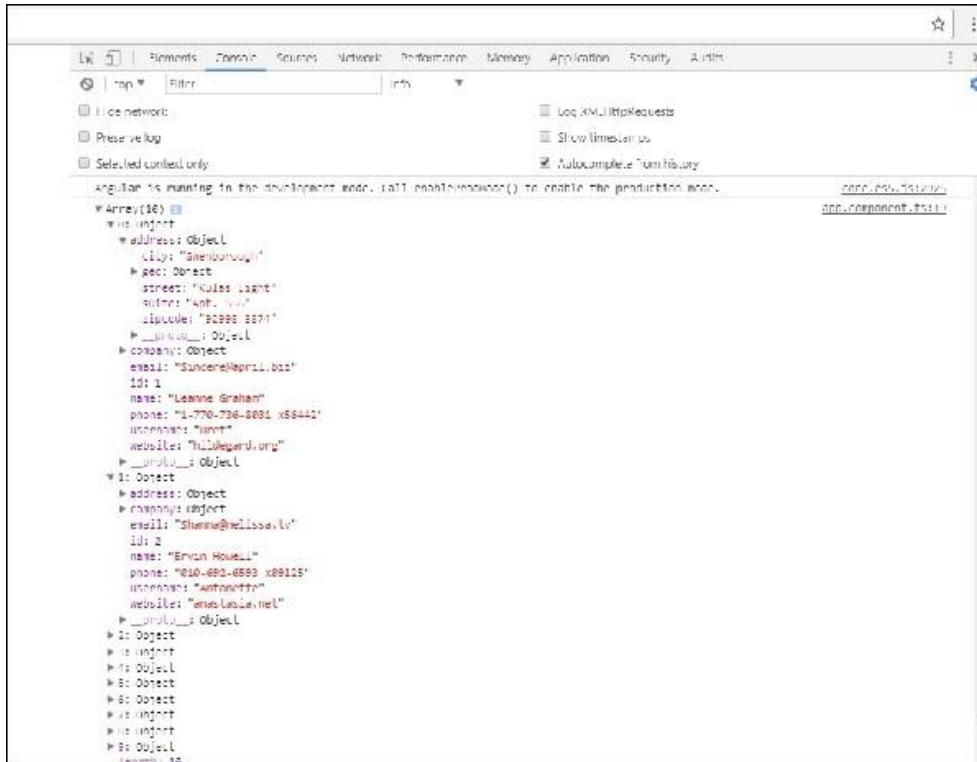 Elements Console Sources Network Performance Memory Application Security Audits
top Filter Info
Hide network Log XMLHttpRequests
Preserve log Show timestamps
Selected context only Autocomplete from history
Angular is running in the development mode. Call enableProdMode() to enable the production mode. core.es5.js:2925
Array(10)
app.component.ts:
0: Object
address: Object
city: "Gwenborough"
geo: Object
street: "Kulas Light"
suite: "Apt. 556"
zipcode: "92998-3874"
__proto__: Object
company: Object
email: "Sincere@april.biz"
id: 1
name: "Leanne Graham"
phone: "1-770-736-8031 x56442"
username: "Bret"
website: "hildegard.org"
__proto__: Object
1: Object
address: Object
company: Object
email: "Shanna@melissa.tv"
id: 2
name: "Ervin Howell"
phone: "010-692-6593 x09125"
username: "Antonette"
website: "anastasia.net"
__proto__: Object
2: Object
3: Object
4: Object
5: Object
6: Object
7: Object
8: Object
9: Object
length: 10